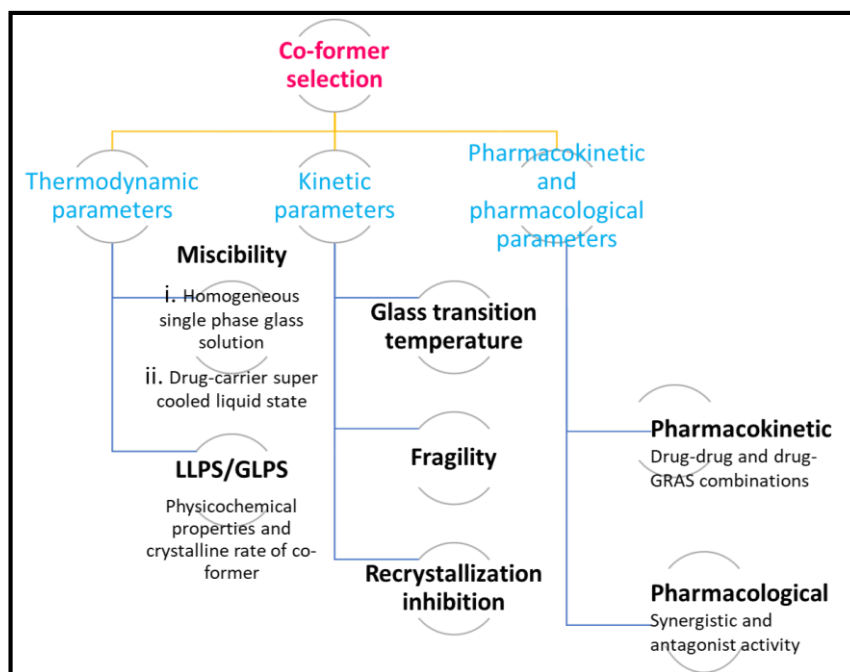 Co-former
selection
Thermodynamic
parameters
Miscibility
i. Homogeneous
single phase glass
solution
ii. Drug-carrier super
cooled liquid state
LLPS/GLPS
Physicochemical
properties and
crystalline rate of co-
former
Kinetic
parameters
Glass transition
temperature
Fragility
Recrystallization
inhibition
Pharmacokinetic
and
pharmacological
parameters
Pharmacokinetic
Drug-drug and drug-
GRAS combinations
Pharmacological
Synergistic and
antagonist activity